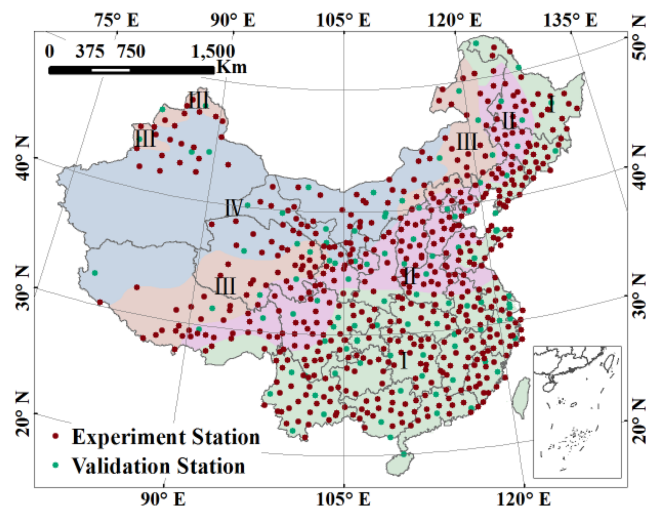 75° E 90° E 105° E 120° E 135° E
0 375 750 1,500
Km
50° N
III
III
I
II
III
40° N
40° N
IV
III
II
30° N
30° N
I
20° N
20° N
Experiment Station
Validation Station
90° E 105° E 120° E